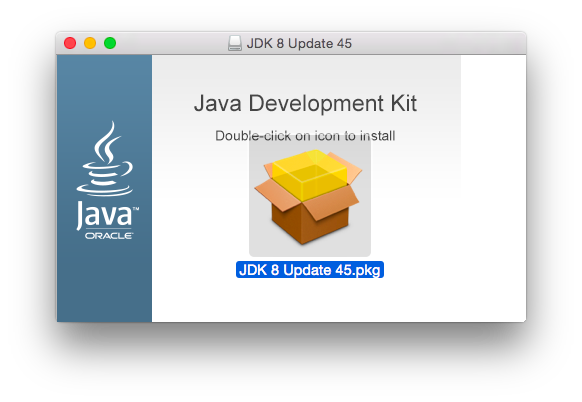 JDK 8 Update 45
Java Development Kit
Double-click on icon to install
Java™
ORACLE®
JDK 8 Update 45.pkg